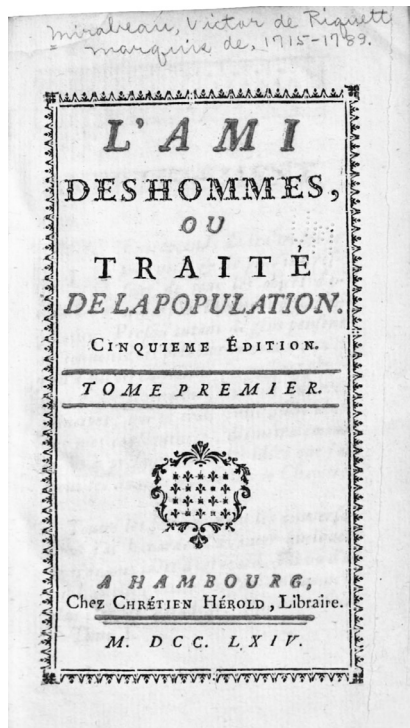 Mirabeau, Victor de Riquett
marquis de, 1715-1789.
L'AMI
DES HOMMES,
OU
TRAITÉ
DE LA POPULATION.
CINQUIEME ÉDITION.
TOME PREMIER.
A HAMBOURG,
Chez CHRÉTIEN HÉROLD, Libraire.
M. DCC. LXIV.